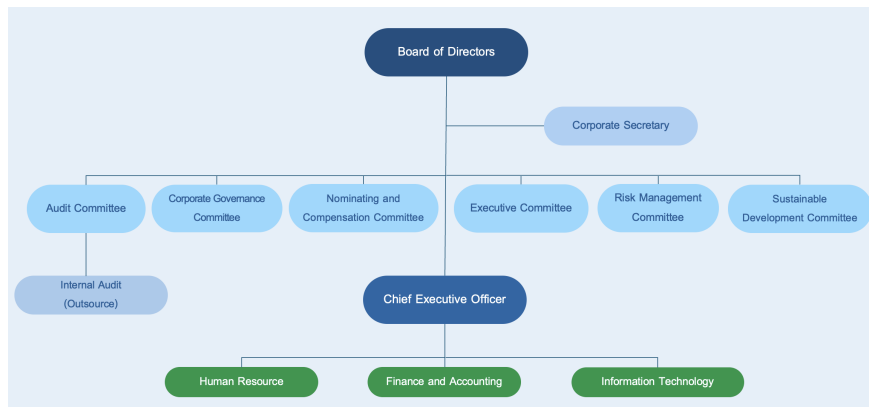 Board of Directors
Corporate Secretary
Audit Committee
Corporate Governance
Committee
Nominating and
Compensation Committee
Executive Committee
Risk Management
Committee
Sustainable
Development Committee
Internal Audit
(Outsource)
Chief Executive Officer
Human Resource
Finance and Accounting
Information Technology